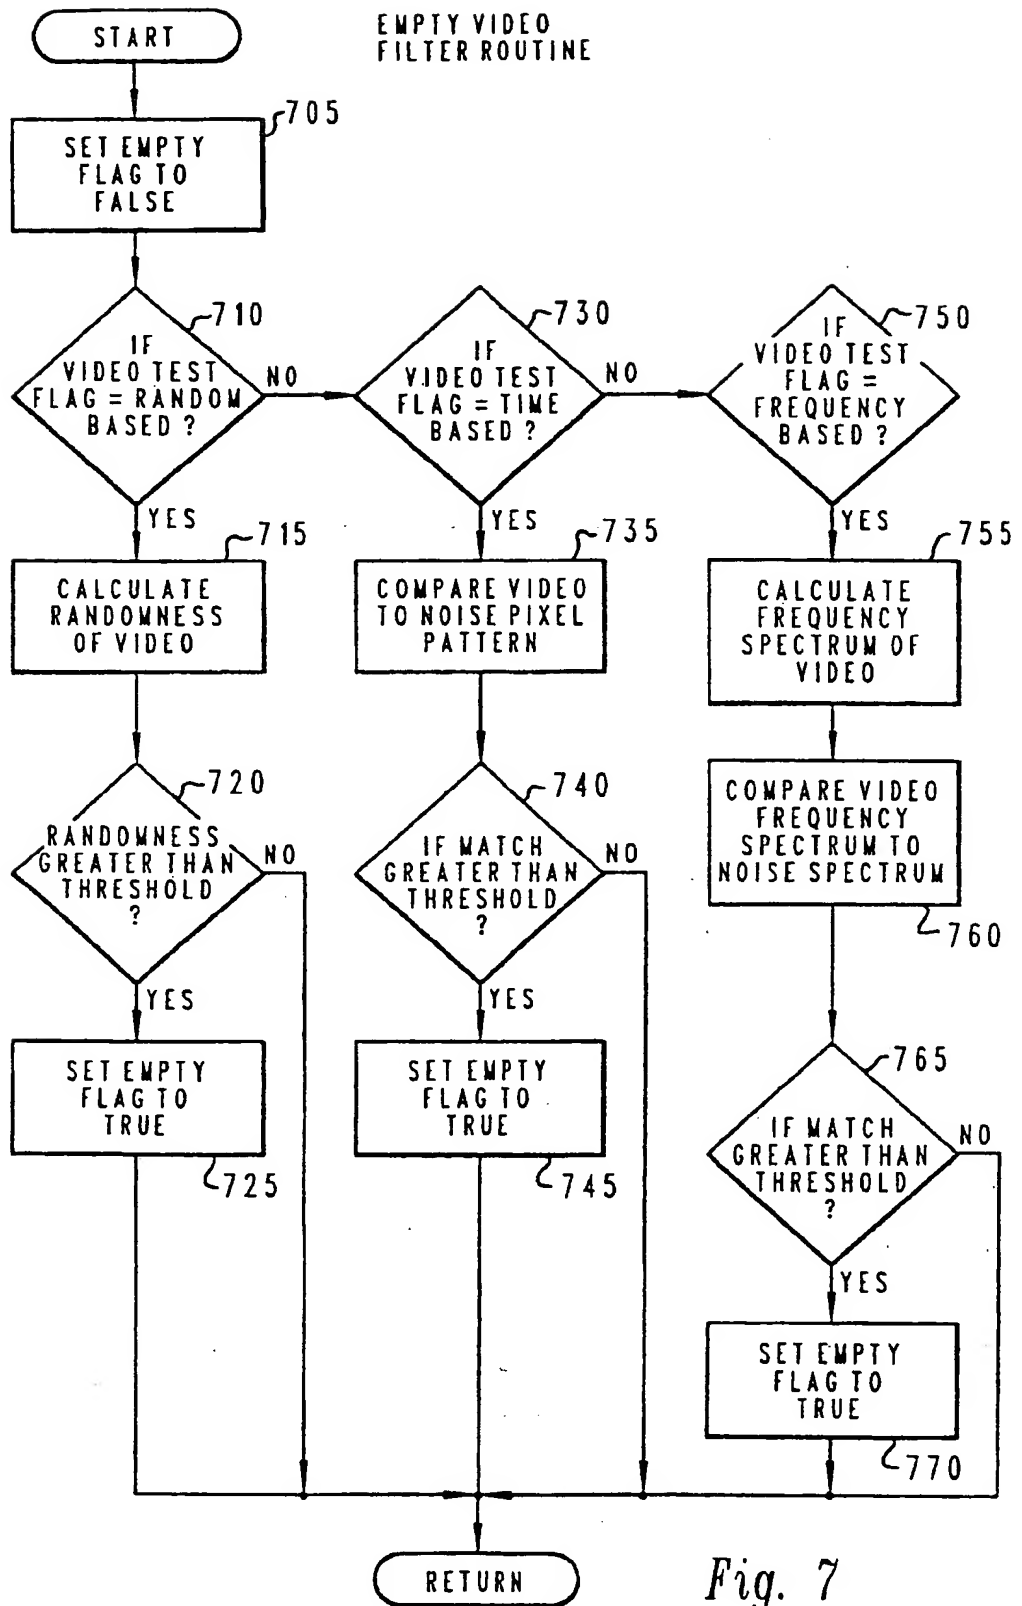 START
EMPTY VIDEO
FILTER ROUTINE
705
SET EMPTY
FLAG TO
FALSE
710
IF
VIDEO TEST
FLAG = RANDOM
BASED ?
NO
YES
730
IF
VIDEO TEST
FLAG = TIME
BASED ?
NO
YES
750
IF
VIDEO TEST
FLAG =
FREQUENCY
BASED ?
YES
715
CALCULATE
RANDOMNESS
OF VIDEO
735
COMPARE VIDEO
TO NOISE PIXEL
PATTERN
755
CALCULATE
FREQUENCY
SPECTRUM OF
VIDEO
720
RANDOMNESS
GREATER THAN
THRESHOLD
?
NO
YES
740
IF MATCH
GREATER THAN
THRESHOLD
?
NO
YES
COMPARE VIDEO
FREQUENCY
SPECTRUM TO
NOISE SPECTRUM
760
SET EMPTY
FLAG TO
TRUE
725
SET EMPTY
FLAG TO
TRUE
745
765
IF MATCH
GREATER THAN
THRESHOLD
?
NO
YES
SET EMPTY
FLAG TO
TRUE
770
RETURN
Fig. 7